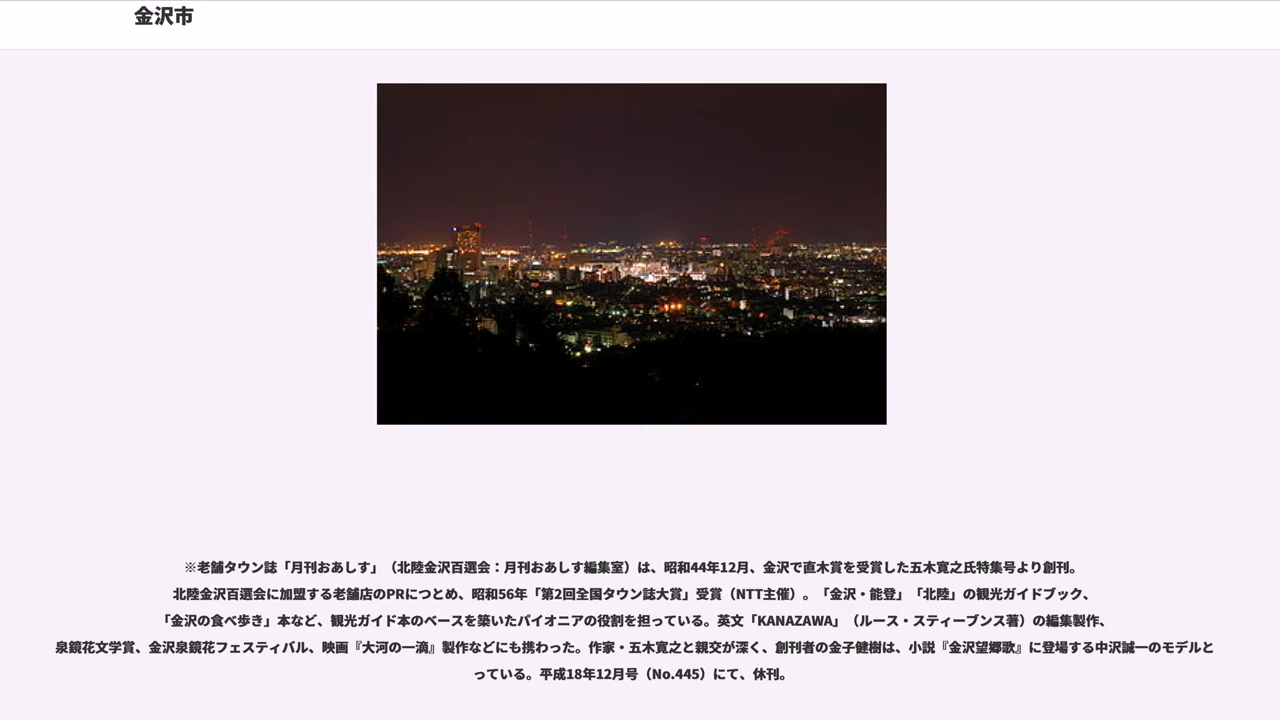 金沢市
※老舗タウン誌「月刊おあしす」（北陸金沢百選会：月刊おあしす編集室）は、昭和44年12月、金沢で直木賞を受賞した五木寛之氏特集号より創刊。
北陸金沢百選会に加盟する老舗店のPRにつとめ、昭和56年「第2回全国タウン誌大賞」受賞（NTT主催）。「金沢・能登」「北陸」の観光ガイドブック、
「金沢の食べ歩き」本など、観光ガイド本のベースを築いたパイオニアの役割を担っている。英文「KANAZAWA」（ルース・スティーブンス著）の編集製作、
泉鏡花文学賞、金沢泉鏡花フェスティバル、映画『大河の一滴』製作などにも携わった。作家・五木寛之と親交が深く、創刊者の金子健樹は、小説『金沢望郷歌』に登場する中沢誠一のモデルと
っている。平成18年12月号（No.445）にて、休刊。